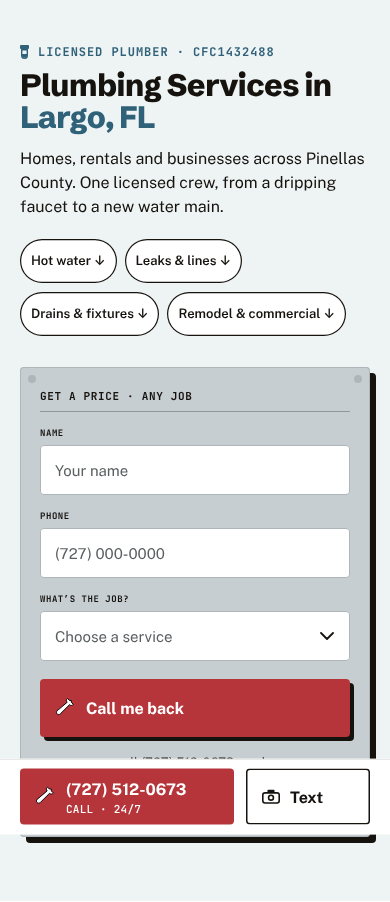 LICENSED PLUMBER · CFC1432488
Plumbing Services in
Largo, FL
Homes, rentals and businesses across Pinellas
County. One licensed crew, from a dripping
faucet to a new water main.
Hot water ↓
Leaks & lines ↓
Drains & fixtures ↓
Remodel & commercial ↓
GET A PRICE · ANY JOB
NAME
Your name
PHONE
(727) 000-0000
WHAT'S THE JOB?
Choose a service
Call me back
(727) 512-0673
CALL · 24/7
Text